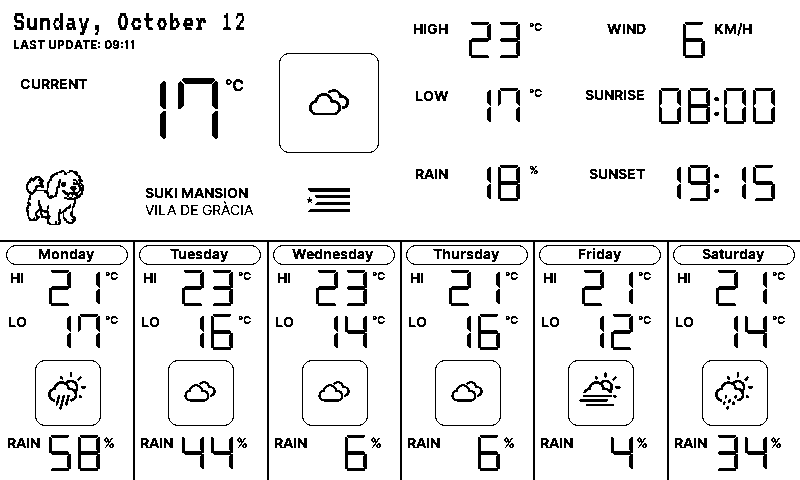 Sunday, October 12
LAST UPDATE: 09:11
CURRENT 17 °C
HIGH 23 °C
LOW 17 °C
RAIN 18 %
WIND 6 KM/H
SUNRISE 08:00
SUNSET 19:15
SUKI MANSION
VILA DE GRÀCIA
Monday
HI 21 °C
LO 17 °C
RAIN 58 %
Tuesday
HI 23 °C
LO 16 °C
RAIN 44 %
Wednesday
HI 23 °C
LO 14 °C
RAIN 6 %
Thursday
HI 21 °C
LO 16 °C
RAIN 6 %
Friday
HI 21 °C
LO 12 °C
RAIN 4 %
Saturday
HI 21 °C
LO 14 °C
RAIN 34 %